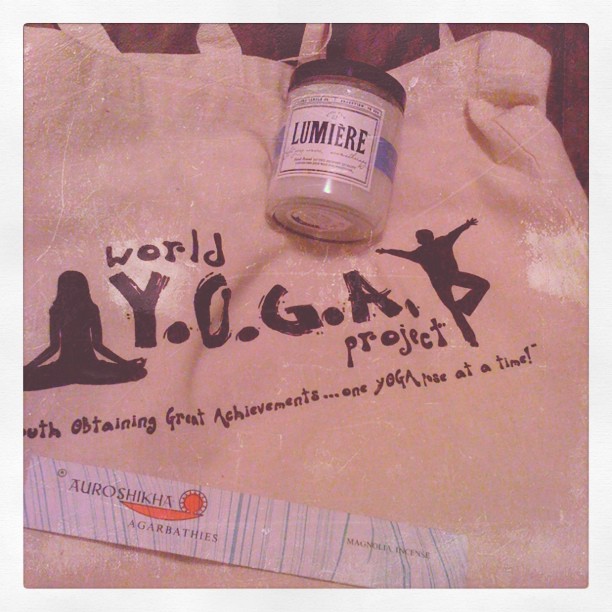 LUMIÈRE
world
Y.O.G.A.
project
outh Obtaining Great Achievements...one YOGA pose at a time!
® AUROSHIKHA
AGARBATHIES
MAGNOLIA INCENSE